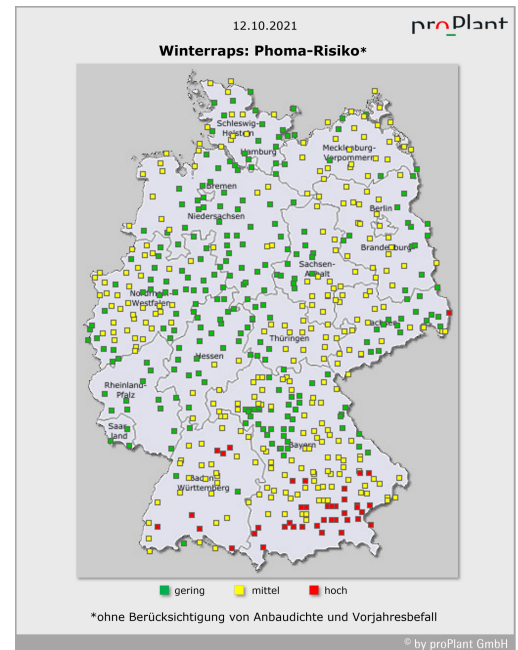 12.10.2021
proPlant
Winterraps: Phoma-Risiko*
Schleswig-
Holstein
Hamburg
Mecklenburg-
Vorpommern
Bremen
Niedersachsen
Berlin
Brandenburg
Sachsen-
Anhalt
Nordrhein-
Westfalen
Sachsen
Thüringen
Hessen
Rheinland-
Pfalz
Saar-
land
Bayern
Baden-
Württemberg
gering
mittel
hoch
*ohne Berücksichtigung von Anbaudichte und Vorjahresbefall
© by proPlant GmbH